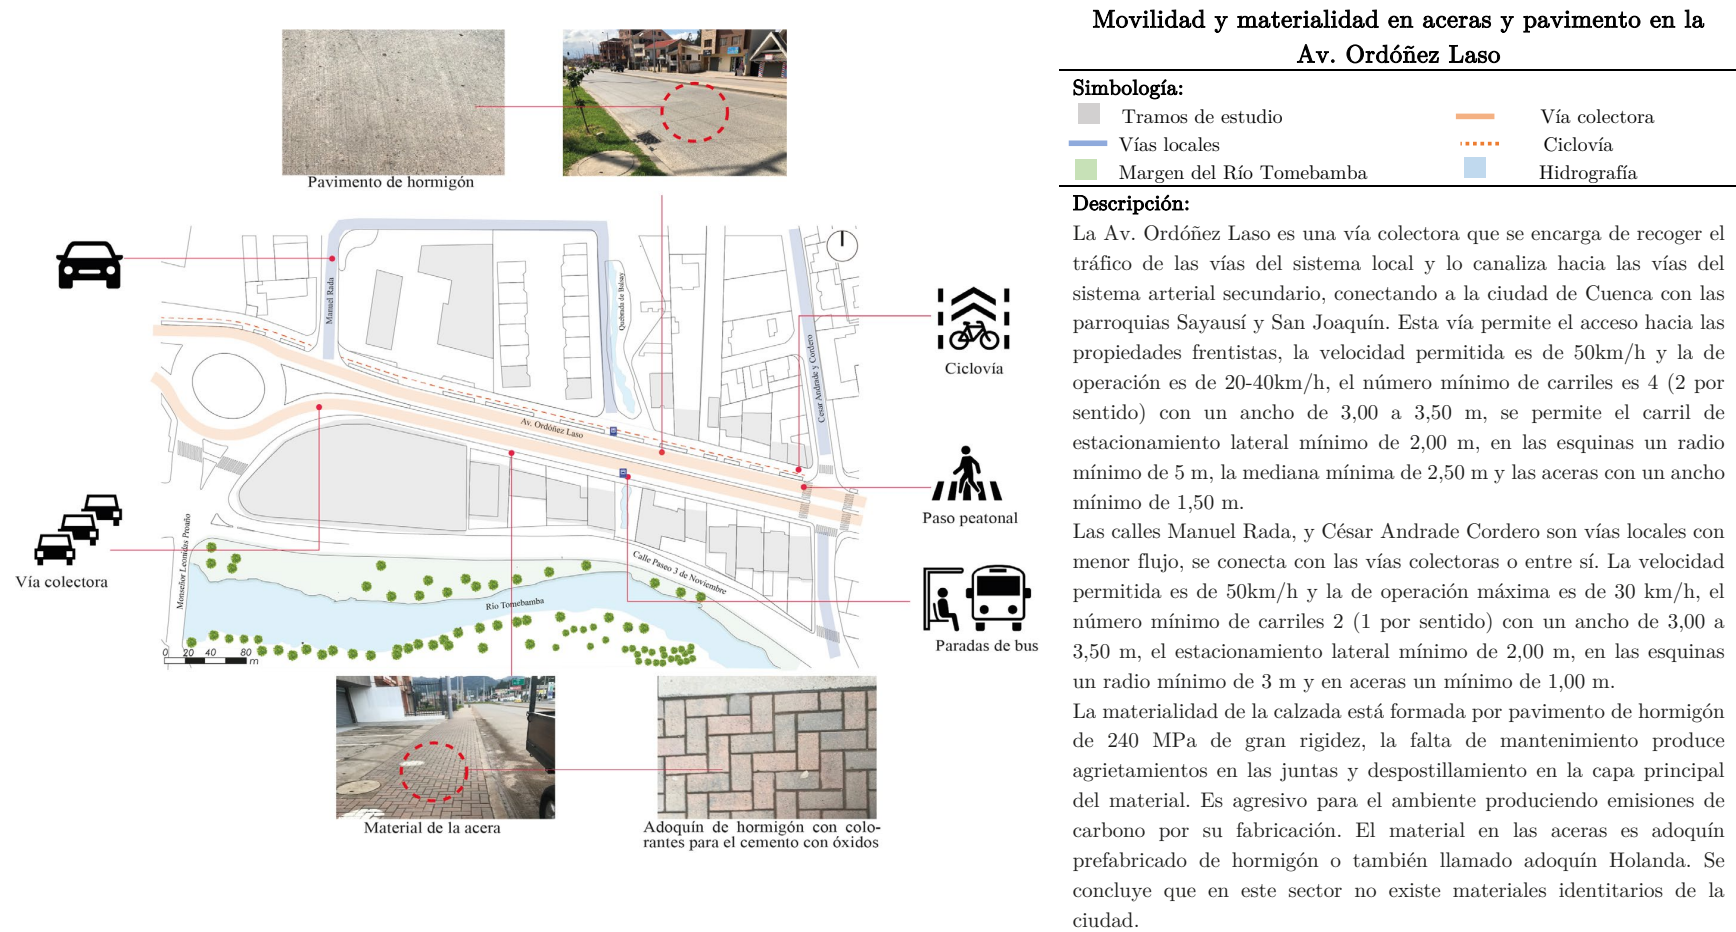 Movilidad y materialidad en aceras y pavimento en la
Av. Ordóñez Laso
Simbología:
Tramos de estudio
Vía colectora
Vías locales
Ciclovía
Margen del Río Tomebamba
Hidrografía
Descripción:
La Av. Ordóñez Laso es una vía colectora que se encarga de recoger el
tráfico de las vías del sistema local y lo canaliza hacia las vías del
sistema arterial secundario, conectando a la ciudad de Cuenca con las
parroquias Sayausí y San Joaquín. Esta vía permite el acceso hacia las
propiedades frentistas, la velocidad permitida es de 50km/h y la de
operación es de 20-40km/h, el número mínimo de carriles es 4 (2 por
sentido) con un ancho de 3,00 a 3,50 m, se permite el carril de
estacionamiento lateral mínimo de 2,00 m, en las esquinas un radio
mínimo de 5 m, la mediana mínima de 2,50 m y las aceras con un ancho
mínimo de 1,50 m.
Las calles Manuel Rada, y César Andrade Cordero son vías locales con
menor flujo, se conecta con las vías colectoras o entre sí. La velocidad
permitida es de 50km/h y la de operación máxima es de 30 km/h, el
número mínimo de carriles 2 (1 por sentido) con un ancho de 3,00 a
3,50 m, el estacionamiento lateral mínimo de 2,00 m, en las esquinas
un radio mínimo de 3 m y en aceras un mínimo de 1,00 m.
La materialidad de la calzada está formada por pavimento de hormigón
de 240 MPa de gran rigidez, la falta de mantenimiento produce
agrietamientos en las juntas y despostillamiento en la capa principal
del material. Es agresivo para el ambiente produciendo emisiones de
carbono por su fabricación. El material en las aceras es adoquín
prefabricado de hormigón o también llamado adoquín Holanda. Se
concluye que en este sector no existe materiales identitarios de la
ciudad.
Pavimento de hormigón
Manuel Rada
Quebrada de Balsay
Cesar Andrade y Cordero
Av. Ordóñez Laso
Ciclovía
Paso peatonal
Paradas de bus
Vía colectora
Monseñor Leonidas Proaño
Calle Paseo 3 de Noviembre
Río Tomebamba
0 20 40 80
m
Material de la acera
Adoquín de hormigón con colo-
rantes para el cemento con óxidos